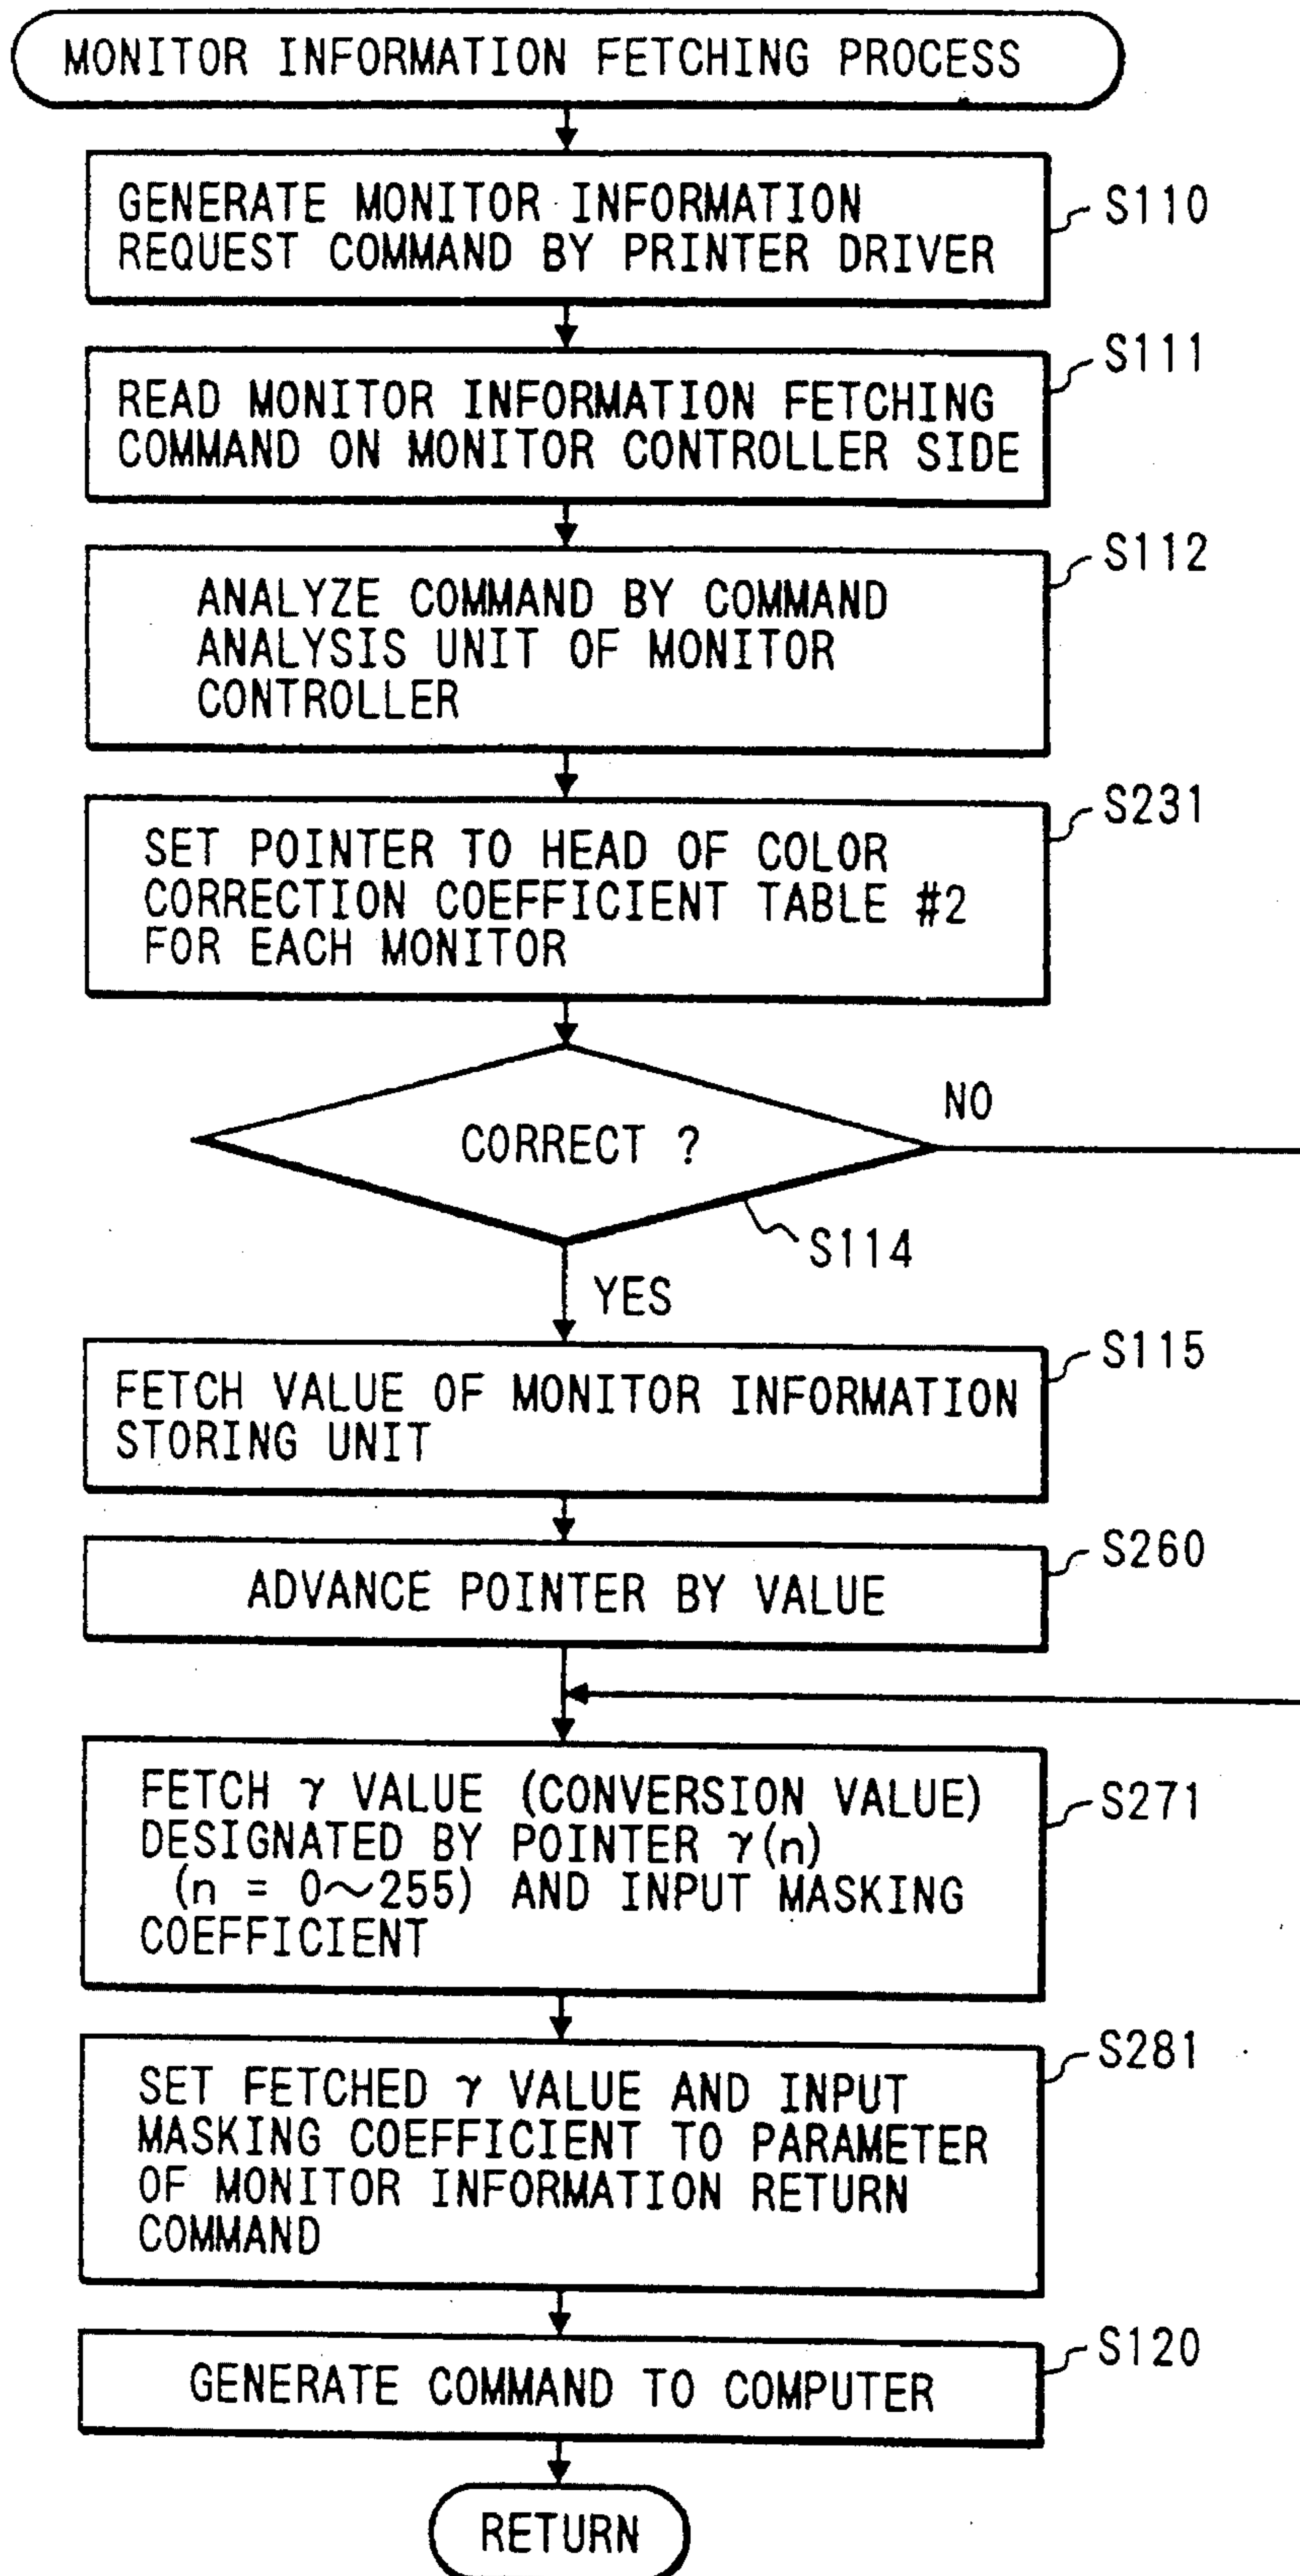 MONITOR INFORMATION FETCHING PROCESS
GENERATE MONITOR INFORMATION
REQUEST COMMAND BY PRINTER DRIVER
S110
READ MONITOR INFORMATION FETCHING
COMMAND ON MONITOR CONTROLLER SIDE
S111
ANALYZE COMMAND BY COMMAND
ANALYSIS UNIT OF MONITOR
CONTROLLER
S112
SET POINTER TO HEAD OF COLOR
CORRECTION COEFFICIENT TABLE #2
FOR EACH MONITOR
S231
CORRECT ?
NO
S114
YES
FETCH VALUE OF MONITOR INFORMATION
STORING UNIT
S115
ADVANCE POINTER BY VALUE
S260
FETCH γ VALUE (CONVERSION VALUE)
DESIGNATED BY POINTER γ(n)
(n = 0～255) AND INPUT MASKING
COEFFICIENT
S271
SET FETCHED γ VALUE AND INPUT
MASKING COEFFICIENT TO PARAMETER
OF MONITOR INFORMATION RETURN
COMMAND
S281
GENERATE COMMAND TO COMPUTER
S120
RETURN